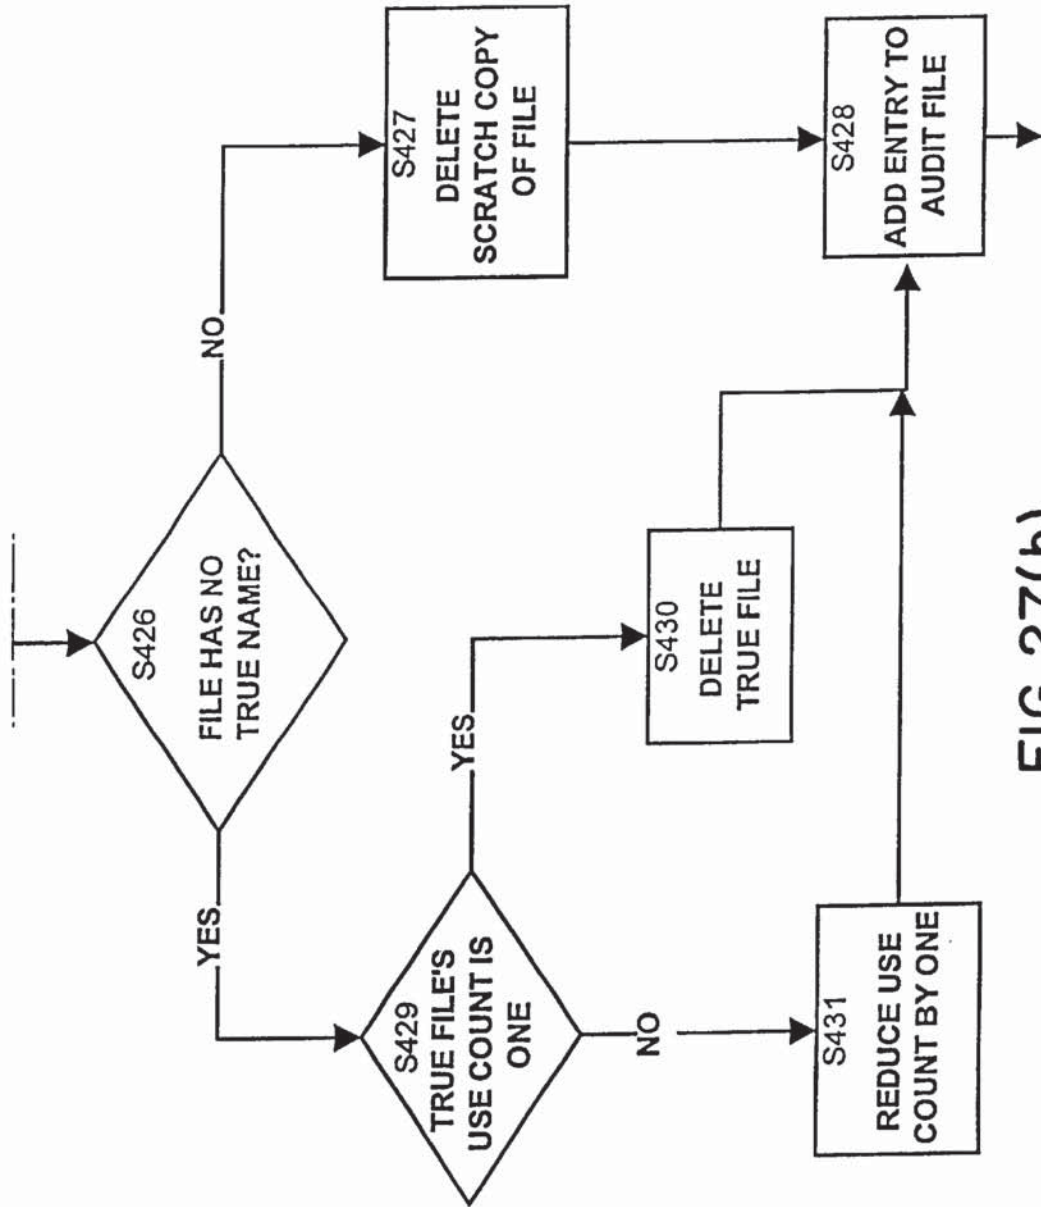 S426
FILE HAS NO
TRUE NAME?
YES
NO
S427
DELETE
SCRATCH COPY
OF FILE
S429
TRUE FILE'S
USE COUNT IS
ONE
YES
NO
S430
DELETE
TRUE FILE
S431
REDUCE USE
COUNT BY ONE
S428
ADD ENTRY TO
AUDIT FILE
FIG. 27(b)